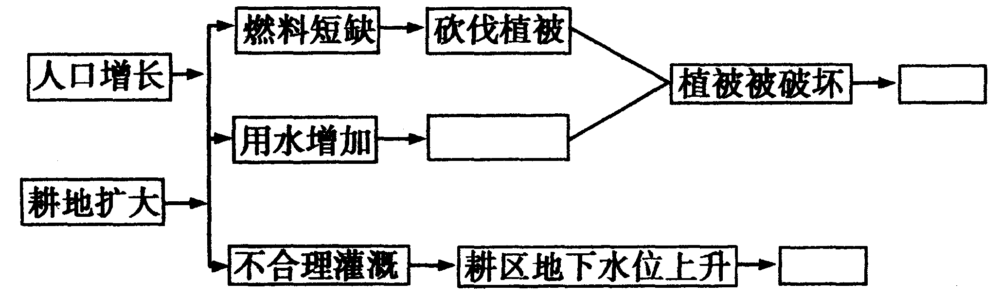 燃料短缺
砍伐植被
人口增长
植被被破坏
用水增加
耕地扩大
不合理灌溉
耕区地下水位上升